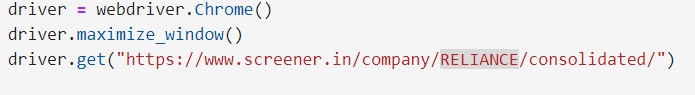 driver = webdriver.Chrome()
driver.maximize_window()
driver.get("https://www.screener.in/company/RELIANCE/consolidated/")